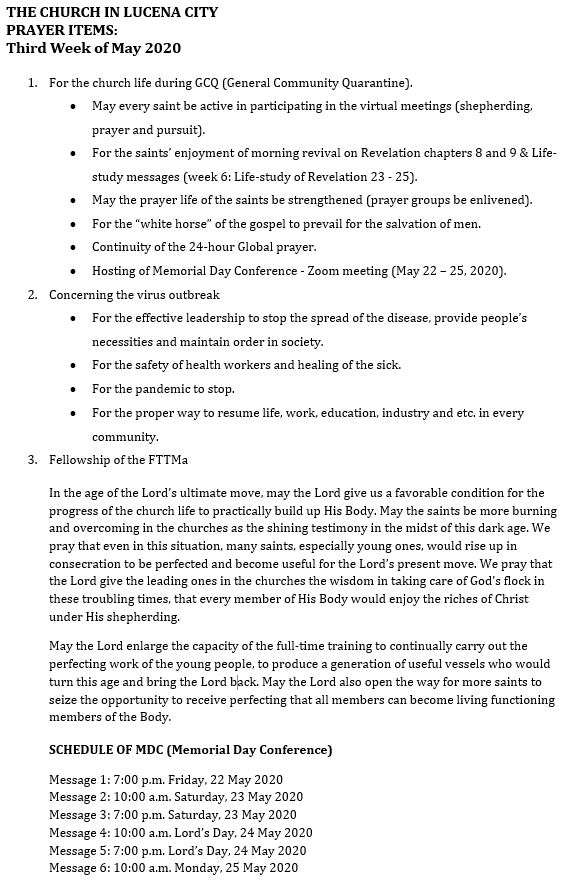 THE CHURCH IN LUCENA CITY
PRAYER ITEMS:
Third Week of May 2020
1. For the church life during GCQ (General Community Quarantine).
• May every saint be active in participating in the virtual meetings (shepherding,
prayer and pursuit).
• For the saints' enjoyment of morning revival on Revelation chapters 8 and 9 & Life-
study messages (week 6: Life-study of Revelation 23 - 25).
• May the prayer life of the saints be strengthened (prayer groups be enlivened).
• For the “white horse” of the gospel to prevail for the salvation of men.
• Continuity of the 24-hour Global prayer.
• Hosting of Memorial Day Conference - Zoom meeting (May 22 – 25, 2020).
2. Concerning the virus outbreak
• For the effective leadership to stop the spread of the disease, provide people's
necessities and maintain order in society.
• For the safety of health workers and healing of the sick.
• For the pandemic to stop.
• For the proper way to resume life, work, education, industry and etc. in every
community.
3. Fellowship of the FTTMa
In the age of the Lord's ultimate move, may the Lord give us a favorable condition for the
progress of the church life to practically build up His Body. May the saints be more burning
and overcoming in the churches as the shining testimony in the midst of this dark age. We
pray that even in this situation, many saints, especially young ones, would rise up in
consecration to be perfected and become useful for the Lord's present move. We pray that
the Lord give the leading ones in the churches the wisdom in taking care of God's flock in
these troubling times, that every member of His Body would enjoy the riches of Christ
under His shepherding.
May the Lord enlarge the capacity of the full-time training to continually carry out the
perfecting work of the young people, to produce a generation of useful vessels who would
turn this age and bring the Lord back. May the Lord also open the way for more saints to
seize the opportunity to receive perfecting that all members can become living functioning
members of the Body.
SCHEDULE OF MDC (Memorial Day Conference)
Message 1: 7:00 p.m. Friday, 22 May 2020
Message 2: 10:00 a.m. Saturday, 23 May 2020
Message 3: 7:00 p.m. Saturday, 23 May 2020
Message 4: 10:00 a.m. Lord's Day, 24 May 2020
Message 5: 7:00 p.m. Lord's Day, 24 May 2020
Message 6: 10:00 a.m. Monday, 25 May 2020